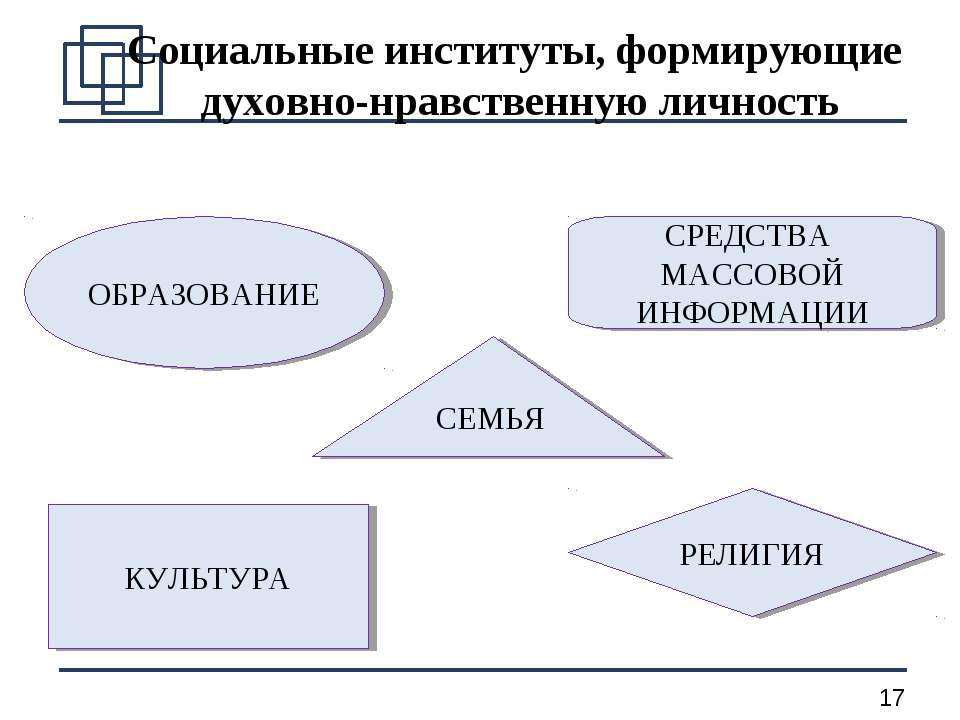 Социальные институты, формирующие
духовно-нравственную личность
ОБРАЗОВАНИЕ
СРЕДСТВА
МАССОВОЙ
ИНФОРМАЦИИ
СЕМЬЯ
КУЛЬТУРА
РЕЛИГИЯ
17